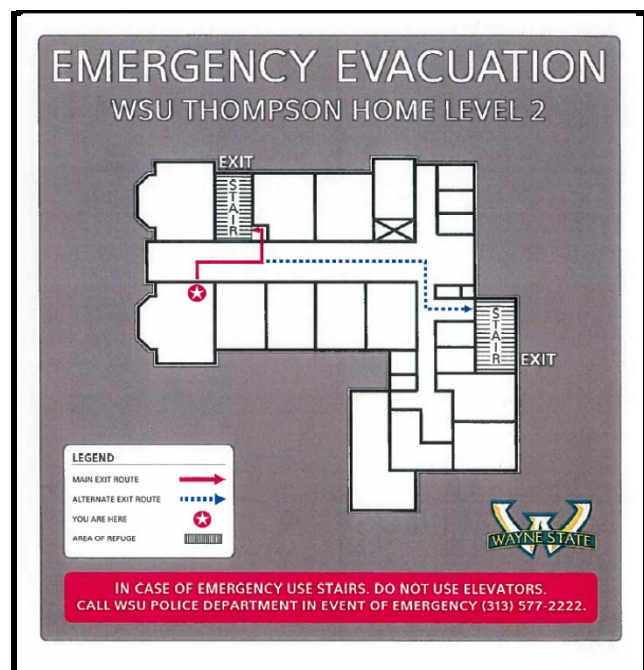 EMERGENCY EVACUATION
WSU THOMPSON HOME LEVEL 2
EXIT
STAIR
STAIR
EXIT
LEGEND
MAIN EXIT ROUTE
ALTERNATE EXIT ROUTE
YOU ARE HERE
AREA OF REFUGE
W
WAYNE STATE
IN CASE OF EMERGENCY USE STAIRS. DO NOT USE ELEVATORS.
CALL WSU POLICE DEPARTMENT IN EVENT OF EMERGENCY (313) 577-2222.